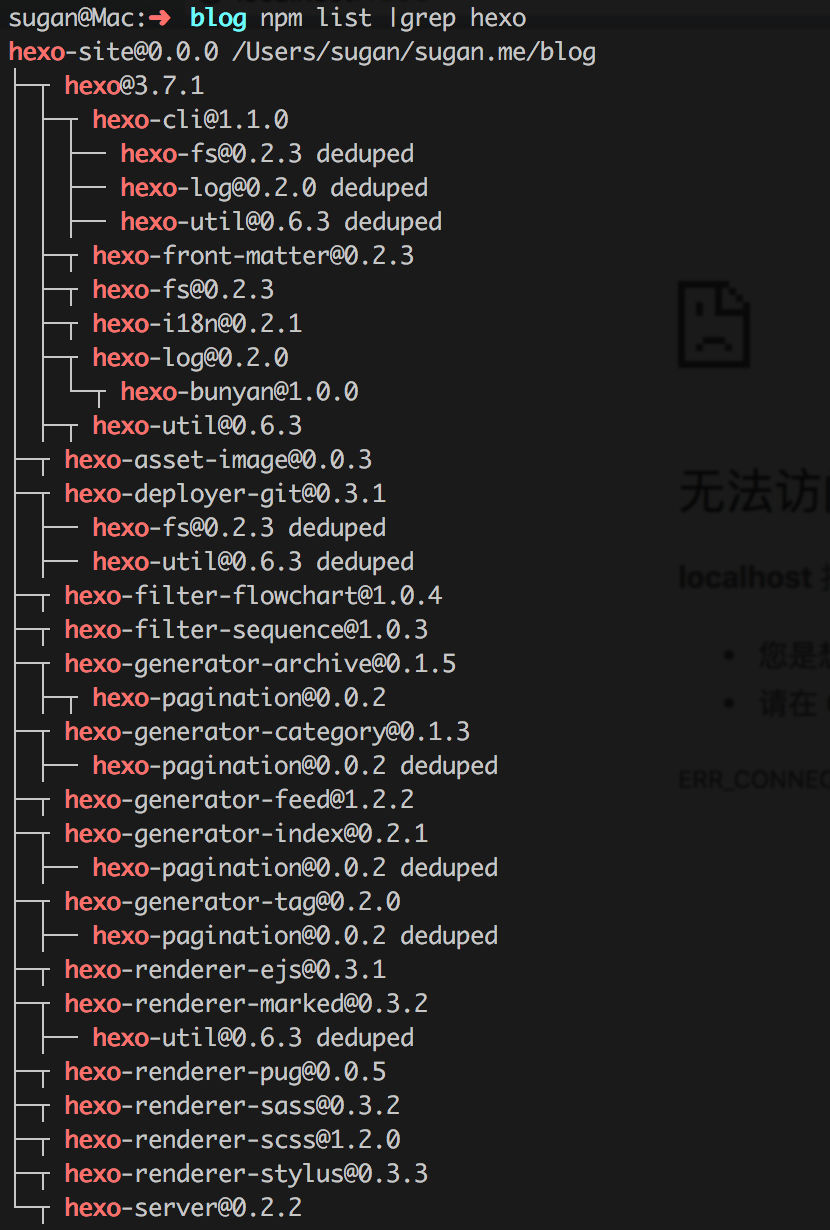 sugan@Mac:➜ blog npm list |grep hexo
hexo-site@0.0.0 /Users/sugan/sugan.me/blog
├─┬ hexo@3.7.1
│ ├─┬ hexo-cli@1.1.0
│ │ ├── hexo-fs@0.2.3 deduped
│ │ ├── hexo-log@0.2.0 deduped
│ │ ├── hexo-util@0.6.3 deduped
│ ├─┬ hexo-front-matter@0.2.3
│ ├─┬ hexo-fs@0.2.3
│ ├─┬ hexo-i18n@0.2.1
│ ├─┬ hexo-log@0.2.0
│ │ └─┬ hexo-bunyan@1.0.0
│ ├─┬ hexo-util@0.6.3
├─┬ hexo-asset-image@0.0.3
├─┬ hexo-deployer-git@0.3.1
│ ├── hexo-fs@0.2.3 deduped
│ ├── hexo-util@0.6.3 deduped
├─┬ hexo-filter-flowchart@1.0.4
├─┬ hexo-filter-sequence@1.0.3
├─┬ hexo-generator-archive@0.1.5
│ ├─┬ hexo-pagination@0.0.2
├─┬ hexo-generator-category@0.1.3
│ ├── hexo-pagination@0.0.2 deduped
├─┬ hexo-generator-feed@1.2.2
├─┬ hexo-generator-index@0.2.1
│ ├── hexo-pagination@0.0.2 deduped
├─┬ hexo-generator-tag@0.2.0
│ ├── hexo-pagination@0.0.2 deduped
├─┬ hexo-renderer-ejs@0.3.1
├─┬ hexo-renderer-marked@0.3.2
│ ├── hexo-util@0.6.3 deduped
├─┬ hexo-renderer-pug@0.0.5
├─┬ hexo-renderer-sass@0.3.2
├─┬ hexo-renderer-scss@1.2.0
├─┬ hexo-renderer-stylus@0.3.3
└─┬ hexo-server@0.2.2
无法访
localhost
您是
请在
ERR_CONNEC